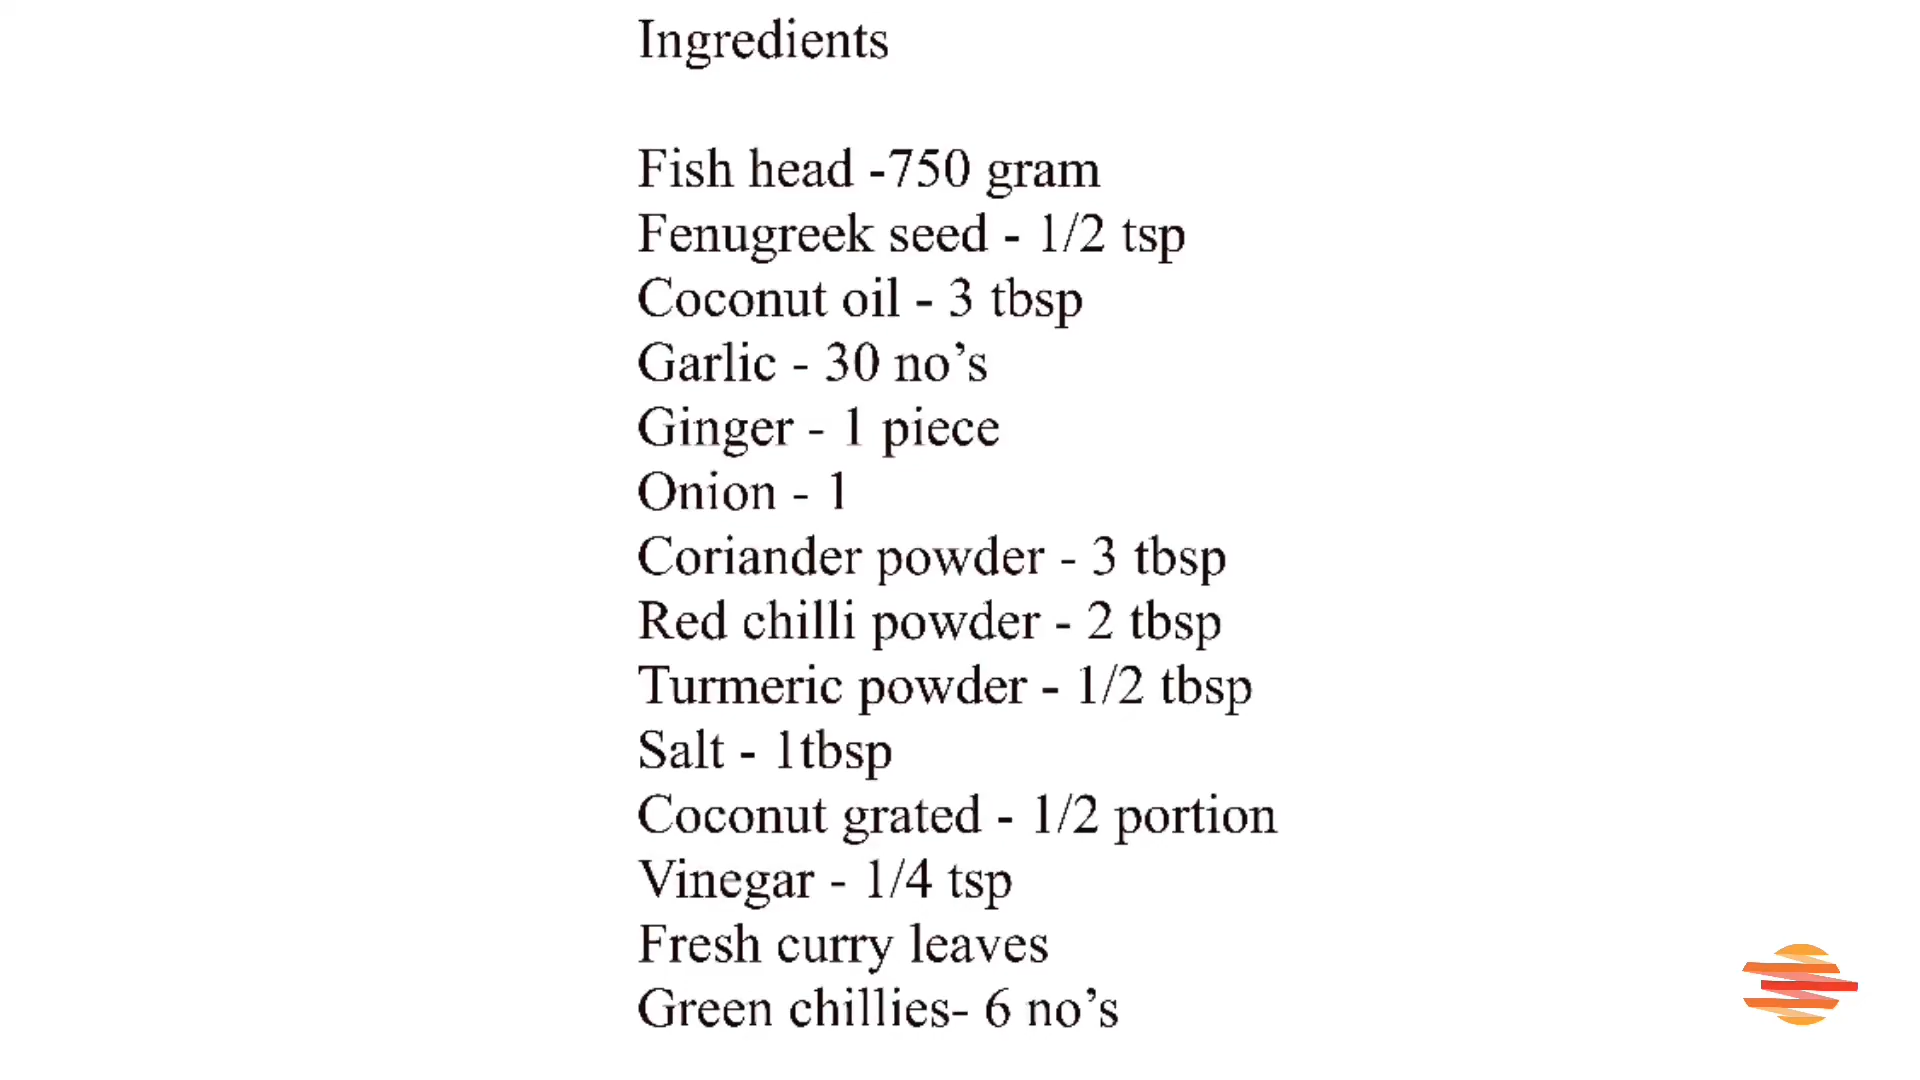 Ingredients
Fish head -750 gram
Fenugreek seed - 1/2 tsp
Coconut oil - 3 tbsp
Garlic - 30 no’s
Ginger - 1 piece
Onion - 1
Coriander powder - 3 tbsp
Red chilli powder - 2 tbsp
Turmeric powder - 1/2 tbsp
Salt - 1tbsp
Coconut grated - 1/2 portion
Vinegar - 1/4 tsp
Fresh curry leaves
Green chillies- 6 no’s